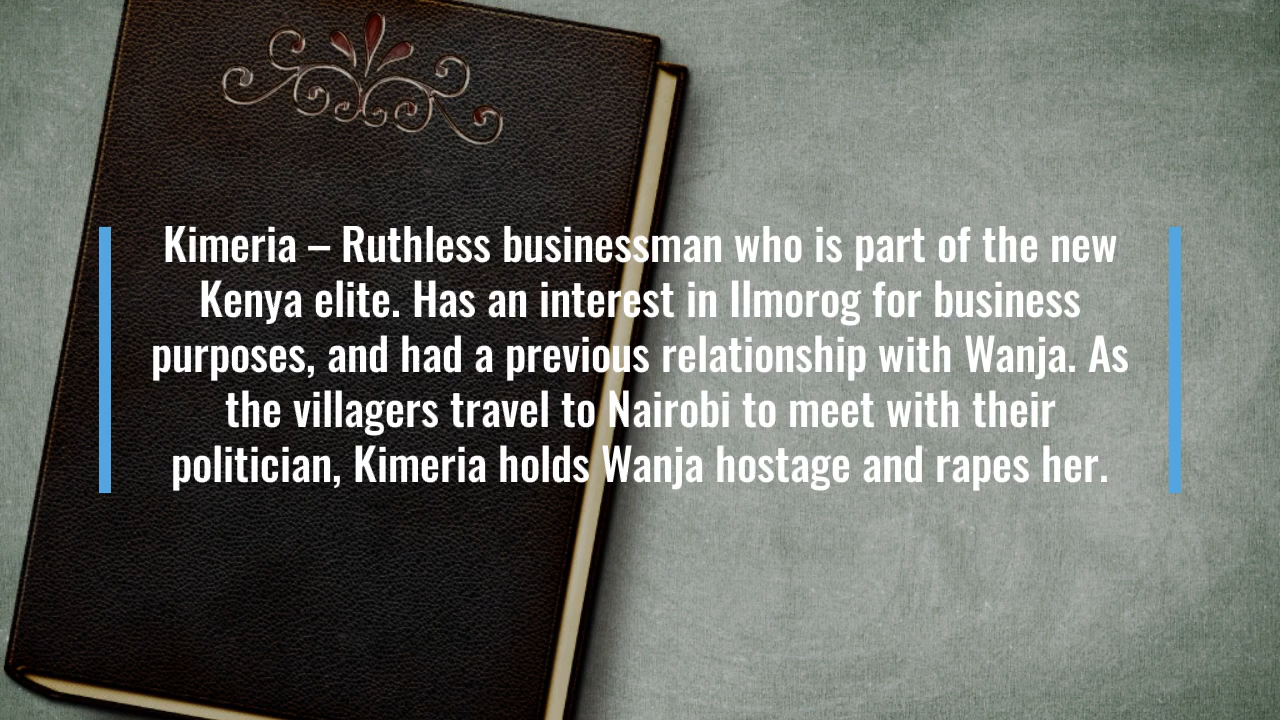 Kimeria – Ruthless businessman who is part of the new
Kenya elite. Has an interest in Ilmorog for business
purposes, and had a previous relationship with Wanja. As
the villagers travel to Nairobi to meet with their
politician, Kimeria holds Wanja hostage and rapes her.